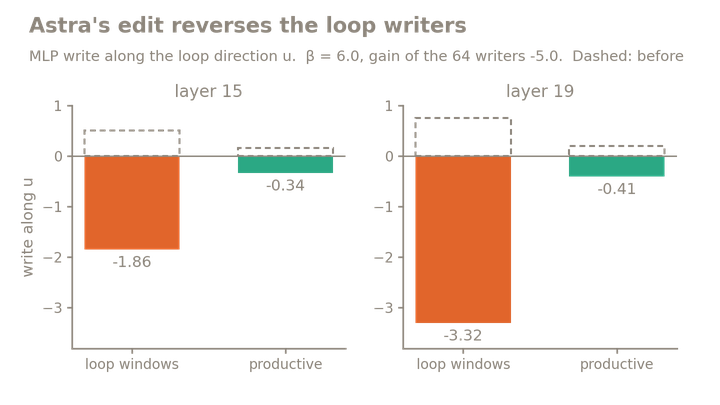 Astra's edit reverses the loop writers
MLP write along the loop direction u.  β = 6.0, gain of the 64 writers -5.0.  Dashed: before
layer 15
layer 19
write along u
1
0
−1
−2
−3
-1.86
-0.34
loop windows
productive
1
0
−1
−2
−3
-3.32
-0.41
loop windows
productive